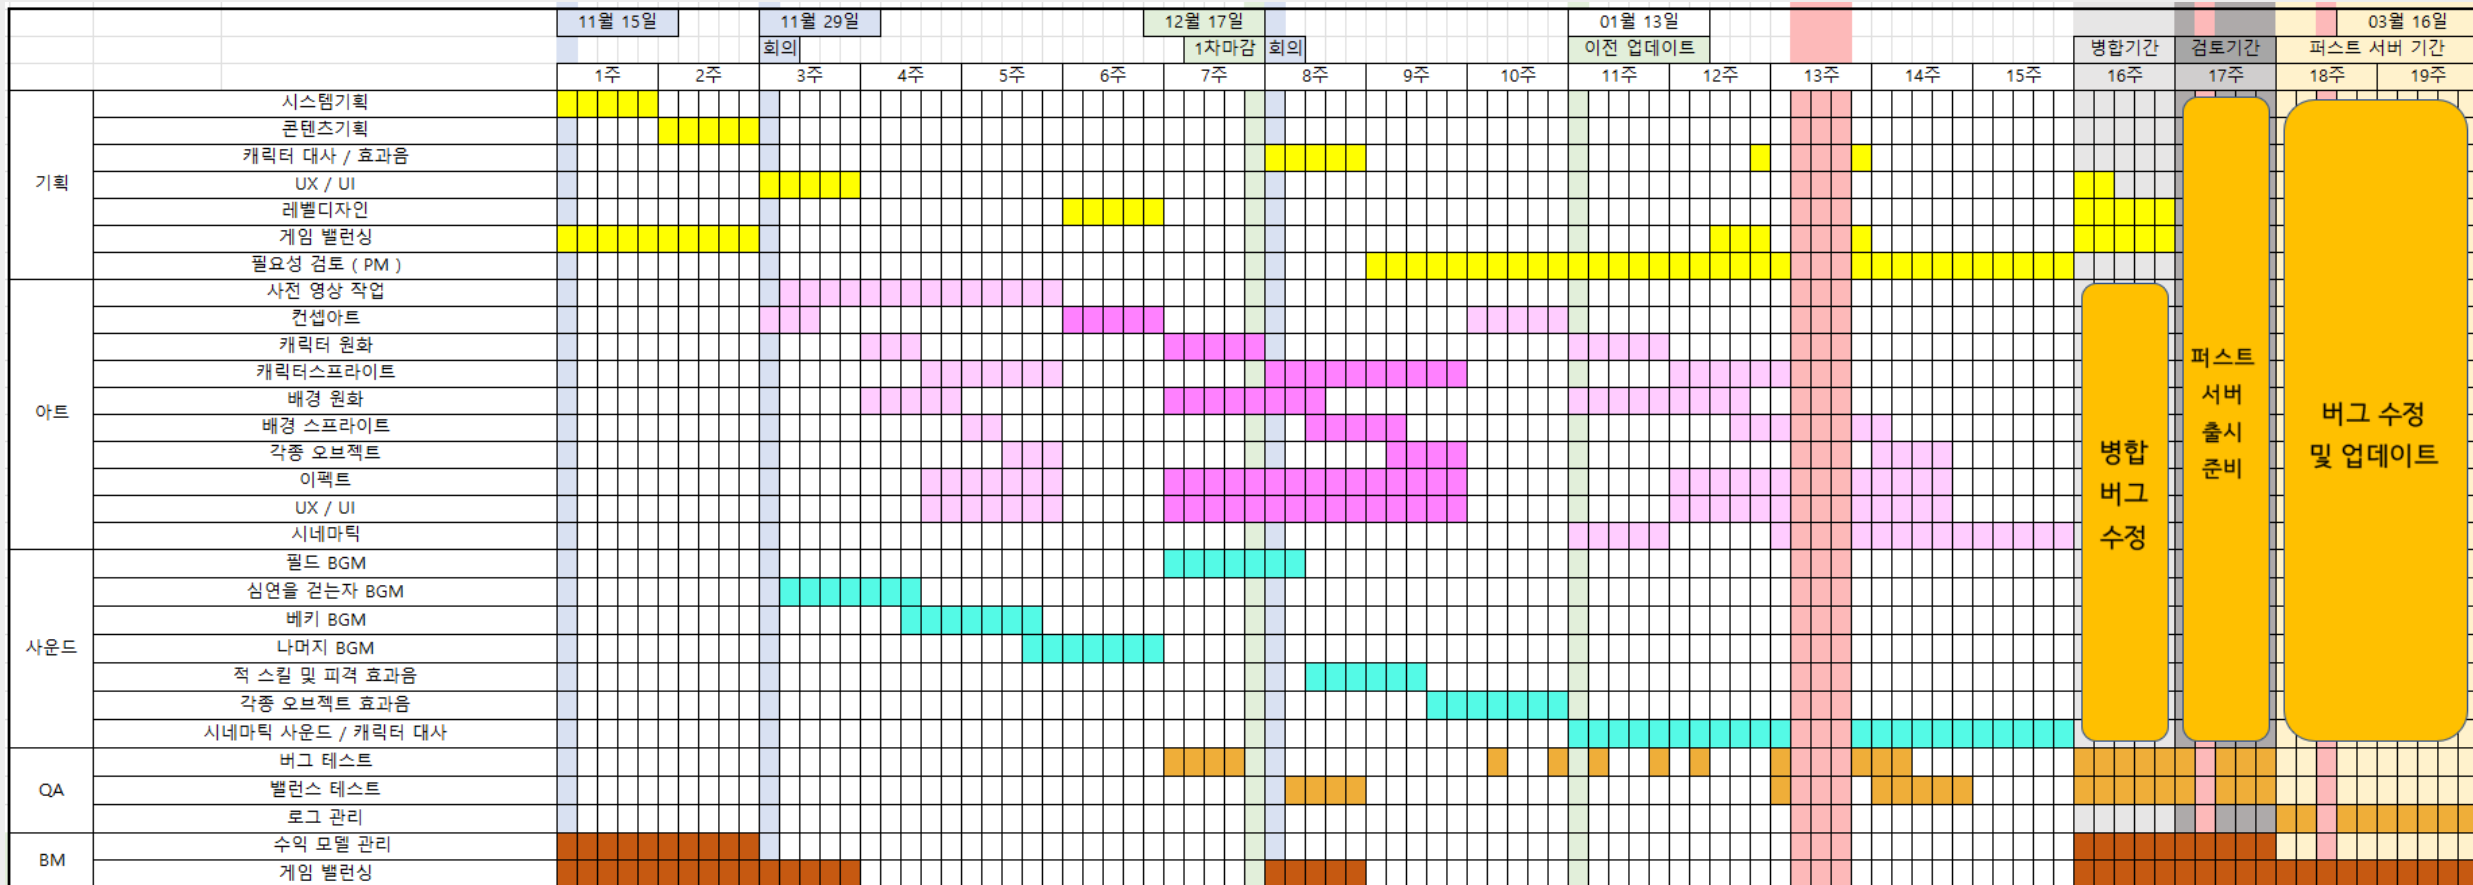 11월 15일 11월 29일 12월 17일 01월 13일 03월 16일
회의 1차마감 회의 이전 업데이트 병합기간 검토기간 퍼스트 서버 기간
1주 2주 3주 4주 5주 6주 7주 8주 9주 10주 11주 12주 13주 14주 15주 16주 17주 18주 19주
기획
시스템기획
콘텐츠기획
캐릭터 대사 / 효과음
UX / UI
레벨디자인
게임 밸런싱
필요성 검토 ( PM )
아트
사전 영상 작업
컨셉아트
캐릭터 원화
캐릭터스프라이트
배경 원화
배경 스프라이트
각종 오브젝트
이펙트
UX / UI
시네마틱
사운드
필드 BGM
심연을 걷는자 BGM
베키 BGM
나머지 BGM
적 스킬 및 피격 효과음
각종 오브젝트 효과음
시네마틱 사운드 / 캐릭터 대사
QA
버그 테스트
밸런스 테스트
로그 관리
BM
수익 모델 관리
게임 밸런싱
병합
버그
수정
퍼스트
서버
출시
준비
버그 수정
및 업데이트